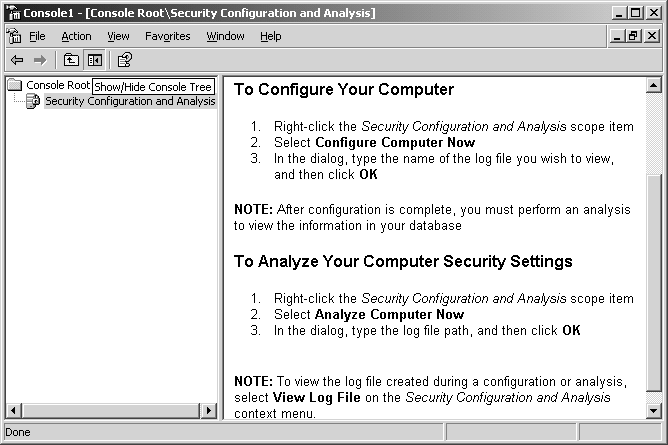 Console1 - [Console Root\Security Configuration and Analysis]
File Action View Favorites Window Help
Console Root
Show/Hide Console Tree
Security Configuration and Analysis
To Configure Your Computer
1. Right-click the Security Configuration and Analysis scope item
2. Select Configure Computer Now
3. In the dialog, type the name of the log file you wish to view,
and then click OK
NOTE: After configuration is complete, you must perform an analysis
to view the information in your database
To Analyze Your Computer Security Settings
1. Right-click the Security Configuration and Analysis scope item
2. Select Analyze Computer Now
3. In the dialog, type the log file path, and then click OK
NOTE: To view the log file created during a configuration or analysis,
select View Log File on the Security Configuration and Analysis
context menu.
Done